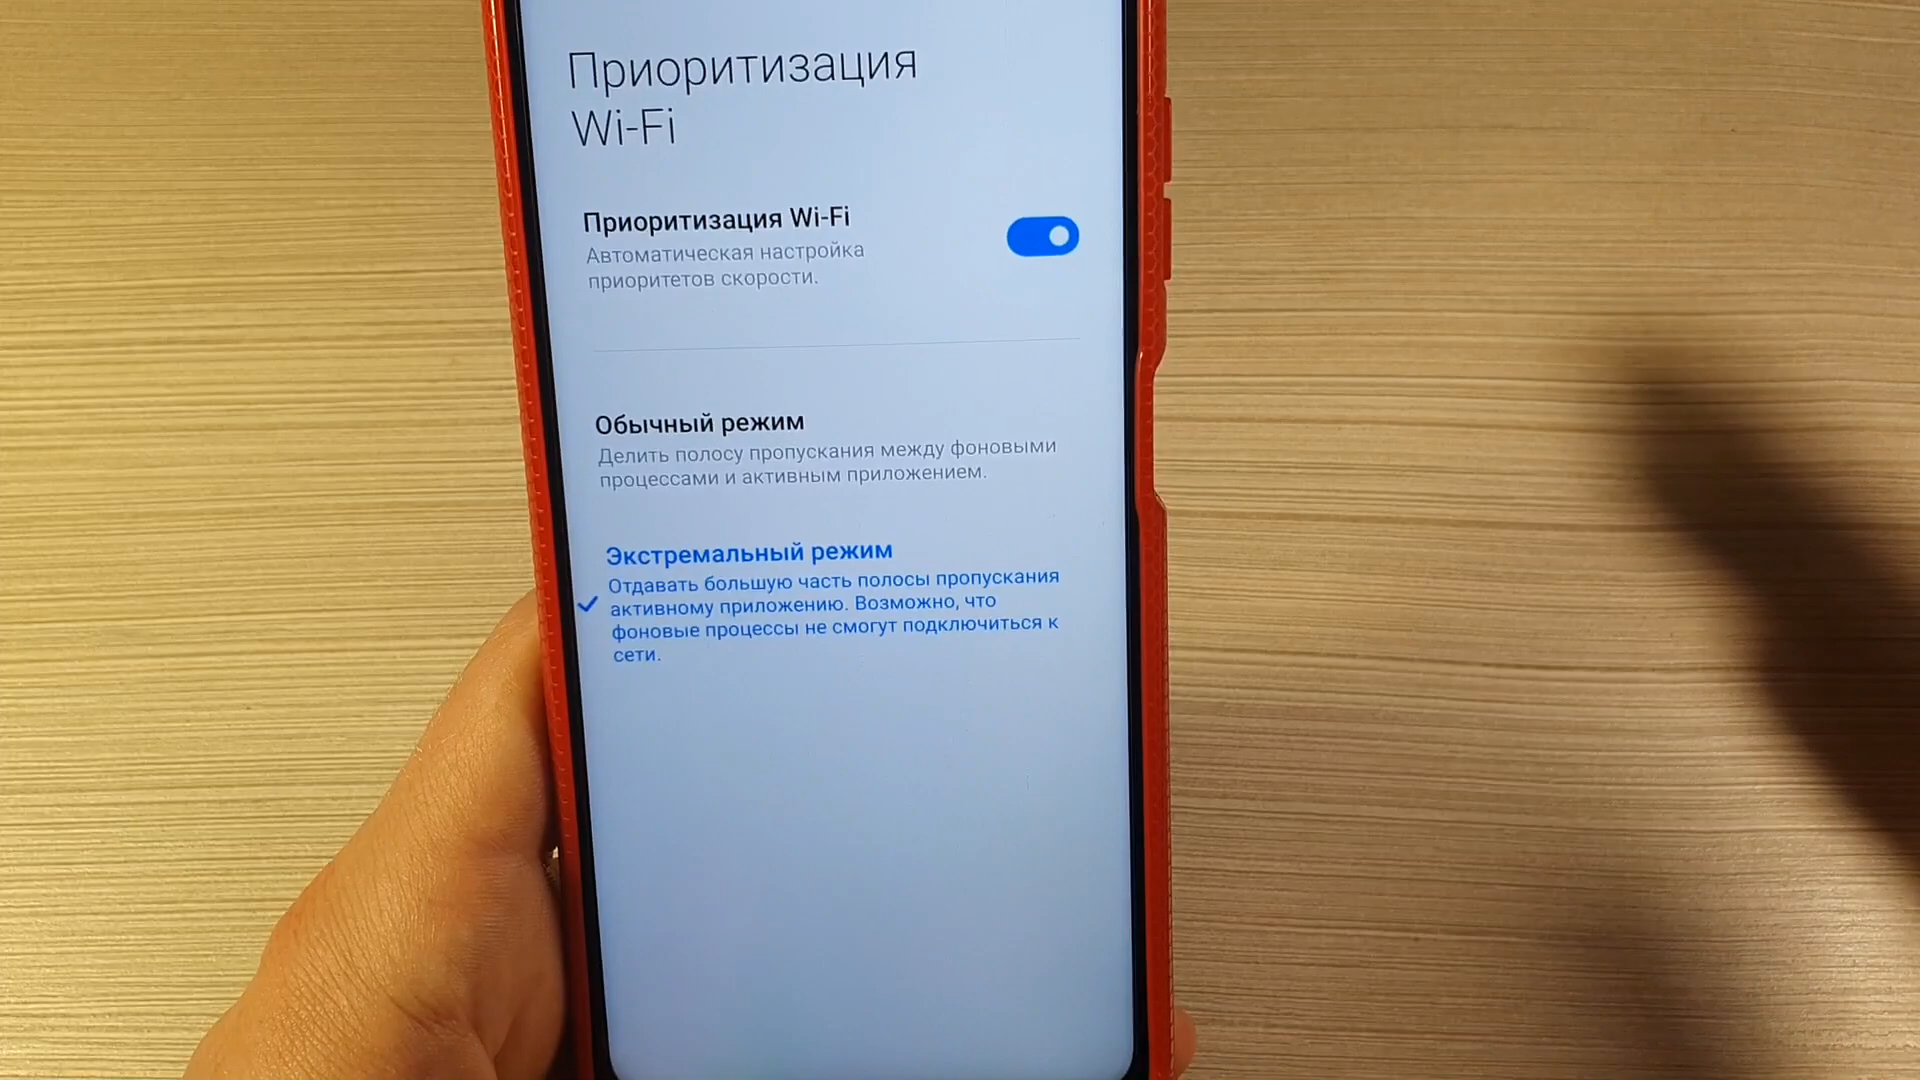 Приоритизация
Wi-Fi
Приоритизация Wi-Fi
Автоматическая настройка
приоритетов скорости.
Обычный режим
Делить полосу пропускания между фоновыми
процессами и активным приложением.
Экстремальный режим
Отдавать большую часть полосы пропускания
активному приложению. Возможно, что
фоновые процессы не смогут подключиться к
сети.